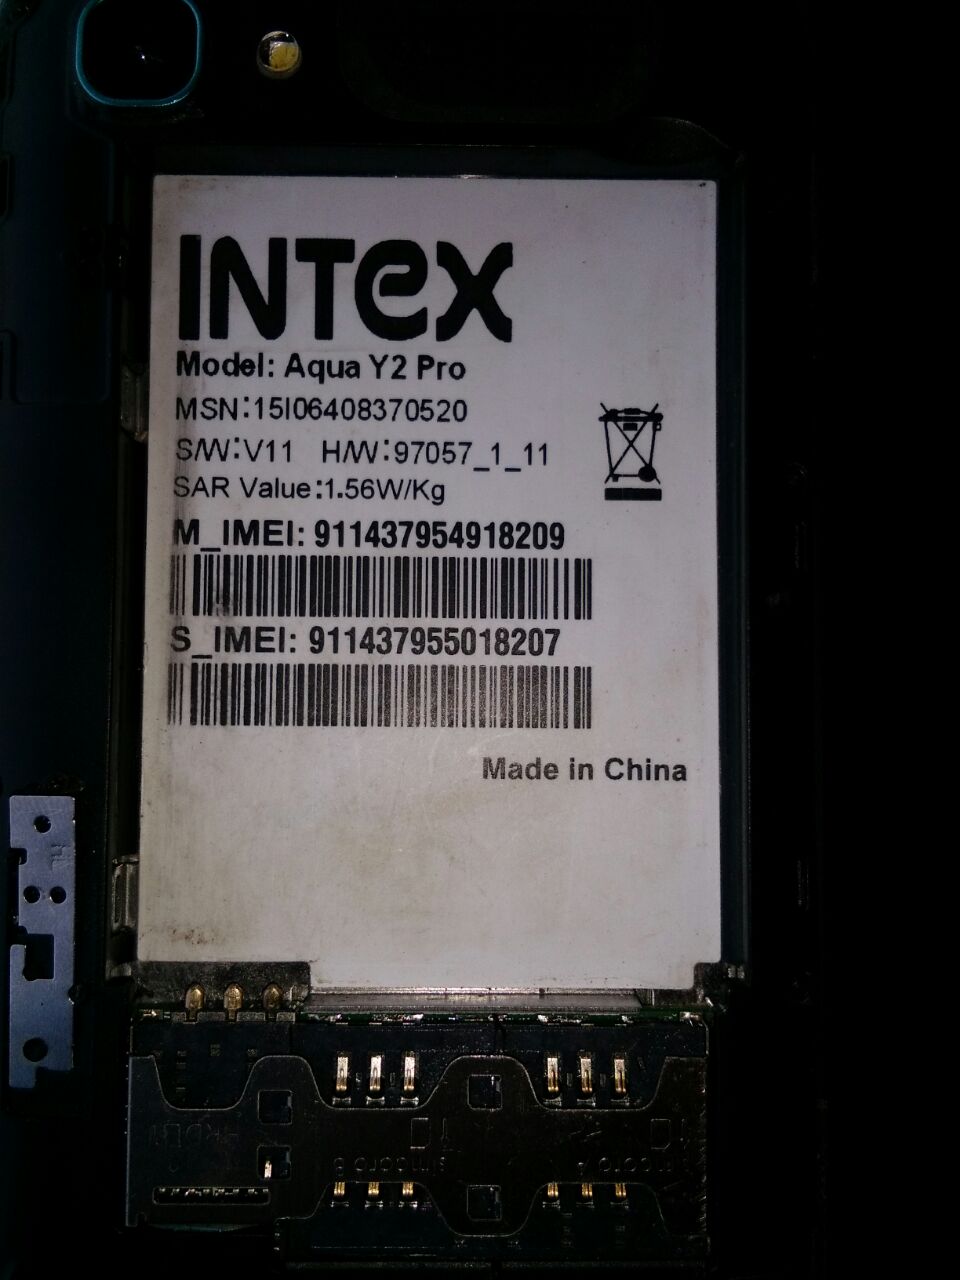 INTEX
Model: Aqua Y2 Pro
MSN:15I06408370520
S/W:V11 H/W:97057_1_11
SAR Value:1.56W/Kg
M_IMEI: 911437954918209
S_IMEI: 911437955018207
Made in China